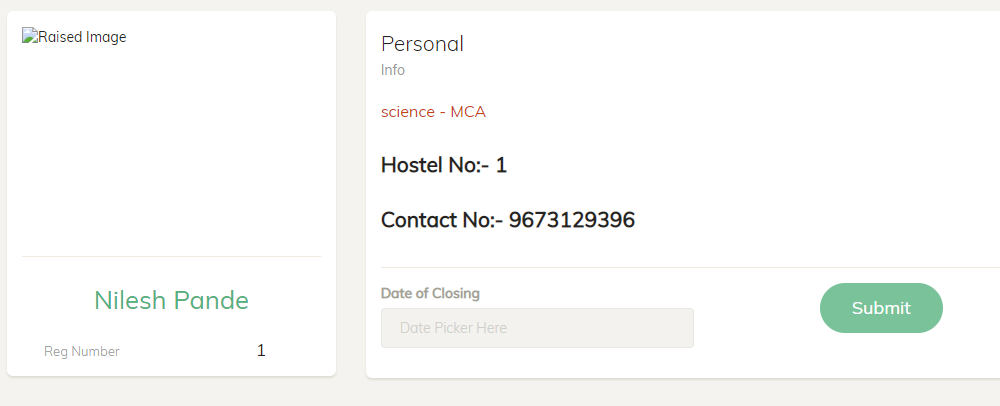 Raised Image
Nilesh Pande
Reg Number 1
Personal
Info
science - MCA
Hostel No:- 1
Contact No:- 9673129396
Date of Closing
Date Picker Here
Submit